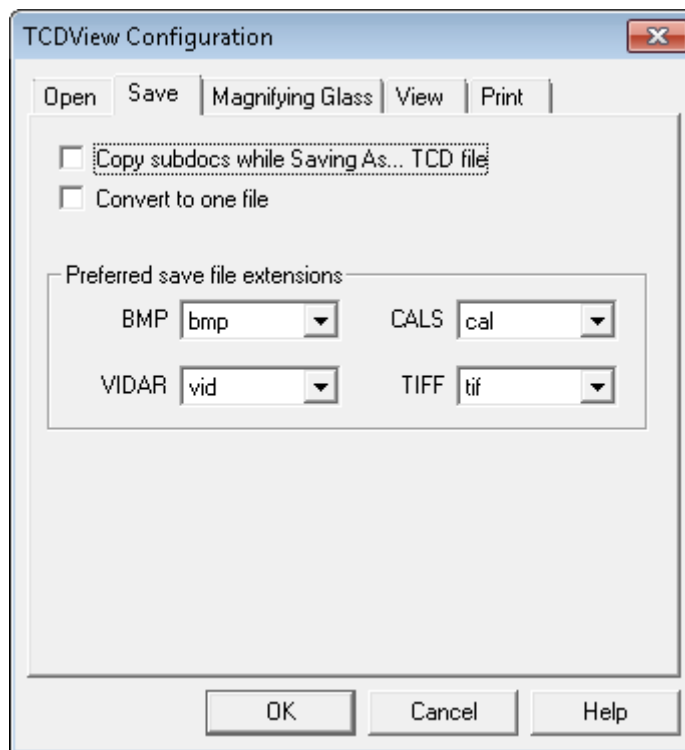 TCDView Configuration
Open Save Magnifying Glass View Print
Copy subdocs while Saving As... TCD file
Convert to one file
Preferred save file extensions
BMP bmp CALS cal
VIDAR vid TIFF tif
OK Cancel Help